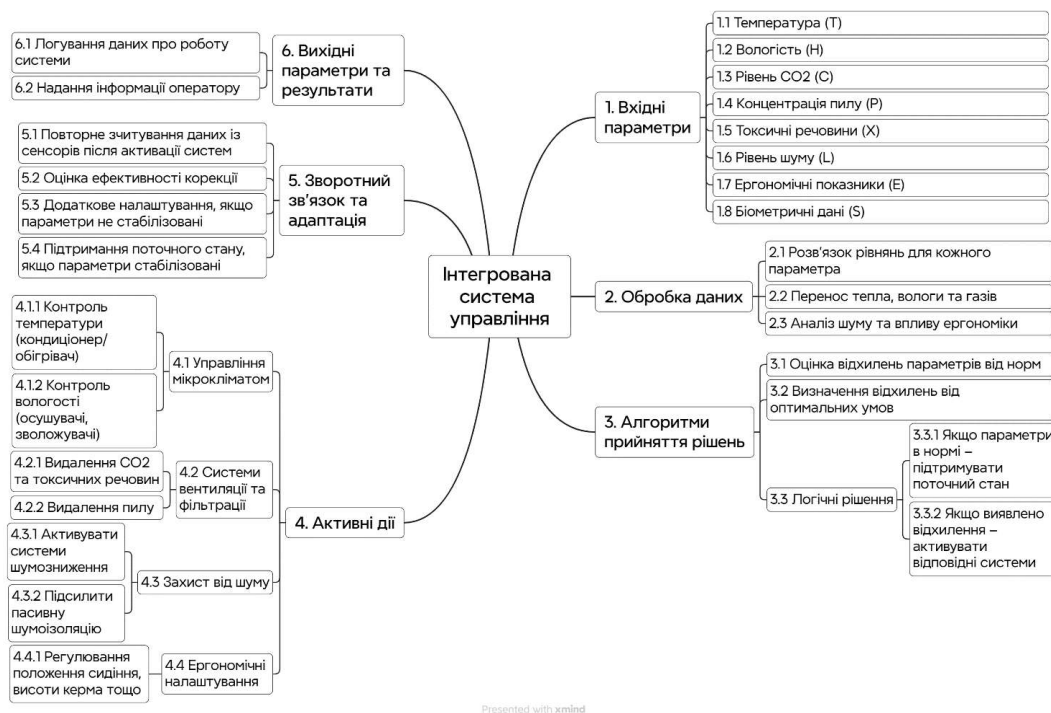 Інтегрована
система
управління
1. Вхідні
параметри
1.1 Температура (T)
1.2 Вологість (H)
1.3 Рівень CO2 (C)
1.4 Концентрація пилу (P)
1.5 Токсичні речовини (X)
1.6 Рівень шуму (L)
1.7 Ергономічні показники (E)
1.8 Біометричні дані (S)
2. Обробка даних
2.1 Розв'язок рівнянь для кожного
параметра
2.2 Перенос тепла, вологи та газів
2.3 Аналіз шуму та впливу ергономіки
3. Алгоритми
прийняття рішень
3.1 Оцінка відхилень параметрів від норм
3.2 Визначення відхилень від
оптимальних умов
3.3 Логічні рішення
3.3.1 Якщо параметри
в нормі –
підтримувати
поточний стан
3.3.2 Якщо виявлено
відхилення –
активувати
відповідні системи
4. Активні дії
4.1 Управління
мікрокліматом
4.1.1 Контроль
температури
(кондиціонер/
обігрівач)
4.1.2 Контроль
вологості
(осушувачі,
зволожувачі)
4.2 Системи
вентиляції та
фільтрації
4.2.1 Видалення CO2
та токсичних речовин
4.2.2 Видалення пилу
4.3 Захист від шуму
4.3.1 Активувати
системи
шумозниження
4.3.2 Підсилити
пасивну
шумоізоляцію
4.4 Ергономічні
налаштування
4.4.1 Регулювання
положення сидіння,
висоти керма тощо
5. Зворотний
зв'язок та
адаптація
5.1 Повторне зчитування даних із
сенсорів після активації систем
5.2 Оцінка ефективності корекції
5.3 Додаткове налаштування, якщо
параметри не стабілізовані
5.4 Підтримання поточного стану,
якщо параметри стабілізовані
6. Вихідні
параметри та
результати
6.1 Логування даних про роботу
системи
6.2 Надання інформації оператору
Presented with xmind